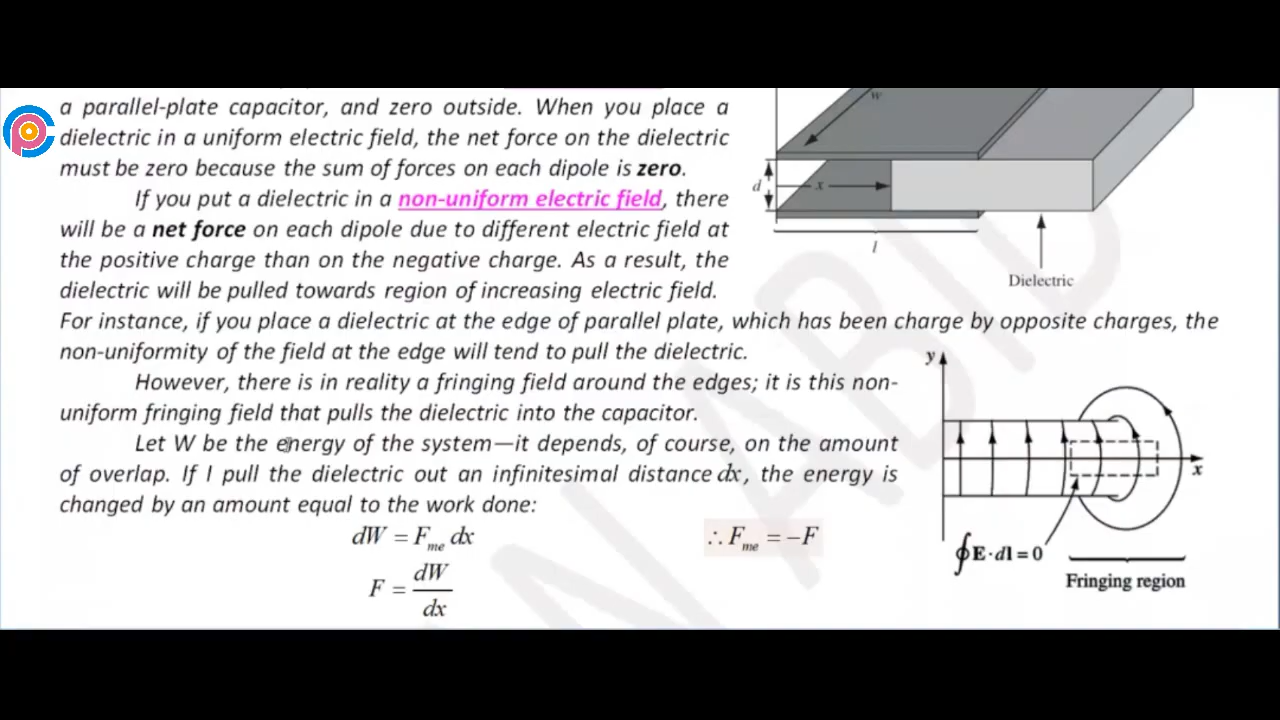 a parallel-plate capacitor, and zero outside. When you place a
dielectric in a uniform electric field, the net force on the dielectric
must be zero because the sum of forces on each dipole is zero.
If you put a dielectric in a non-uniform electric field, there
will be a net force on each dipole due to different electric field at
the positive charge than on the negative charge. As a result, the
dielectric will be pulled towards region of increasing electric field.
w
d
x
l
Dielectric
For instance, if you place a dielectric at the edge of parallel plate, which has been charge by opposite charges, the
non-uniformity of the field at the edge will tend to pull the dielectric.
However, there is in reality a fringing field around the edges; it is this non-
uniform fringing field that pulls the dielectric into the capacitor.
Let W be the energy of the system—it depends, of course, on the amount
of overlap. If I pull the dielectric out an infinitesimal distance dx, the energy is
changed by an amount equal to the work done:
dW = F_me dx
∴ F_me = −F
F = dW/dx
y
x
∮E·dl = 0
Fringing region